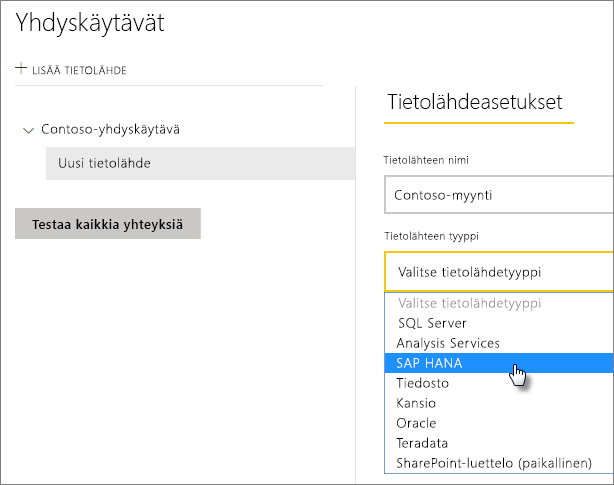 Yhdyskäytävät
+ LISÄÄ TIETOLÄHDE
Contoso-yhdyskäytävä
Uusi tietolähde
Testaa kaikkia yhteyksiä
Tietolähdeasetukset
Tietolähteen nimi
Contoso-myynti
Tietolähteen tyyppi
Valitse tietolähdetyyppi
Valitse tietolähdetyyppi
SQL Server
Analysis Services
SAP HANA
Tiedosto
Kansio
Oracle
Teradata
SharePoint-luettelo (paikallinen)